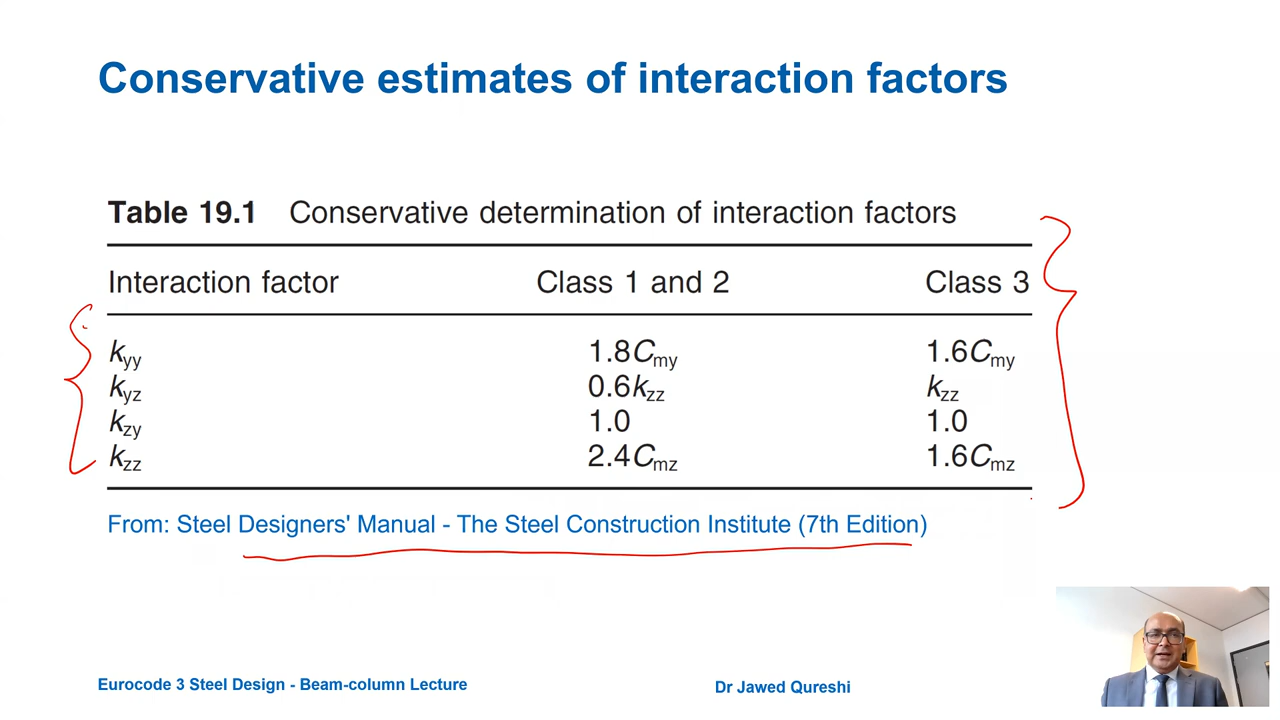 Conservative estimates of interaction factors
Table 19.1 Conservative determination of interaction factors
Interaction factor Class 1 and 2 Class 3
kyy 1.8Cmy 1.6Cmy
kyz 0.6kzz kzz
kzy 1.0 1.0
kzz 2.4Cmz 1.6Cmz
From: Steel Designers' Manual - The Steel Construction Institute (7th Edition)
Eurocode 3 Steel Design - Beam-column Lecture Dr Jawed Qureshi